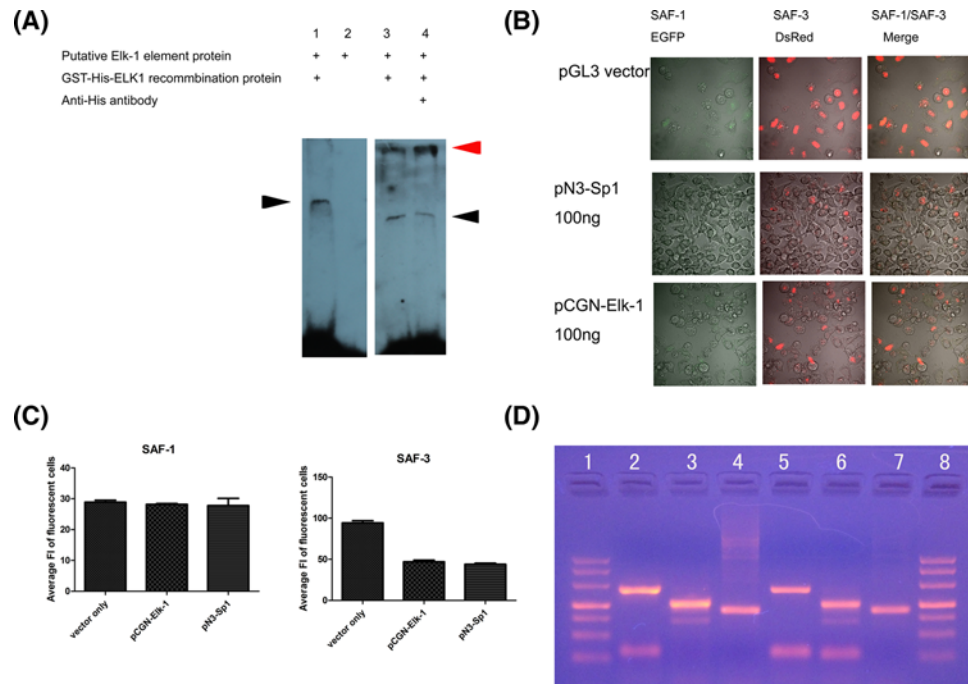 (A)
1 2 3 4
Putative Elk-1 element protein + + + +
GST-His-ELK1 recommbination protein + + +
Anti-His antibody +
(B)
SAF-1 SAF-3 SAF-1/SAF-3
EGFP DsRed Merge
pGL3 vector
pN3-Sp1
100ng
pCGN-Elk-1
100ng
(C)
SAF-1
Average FI of fluorescent cells
40
30
20
10
0
vector only pCGN-Elk-1 pN3-Sp1
SAF-3
Average FI of fluorescent cells
150
100
50
0
vector only pCGN-Elk-1 pN3-Sp1
(D)
1 2 3 4 5 6 7 8